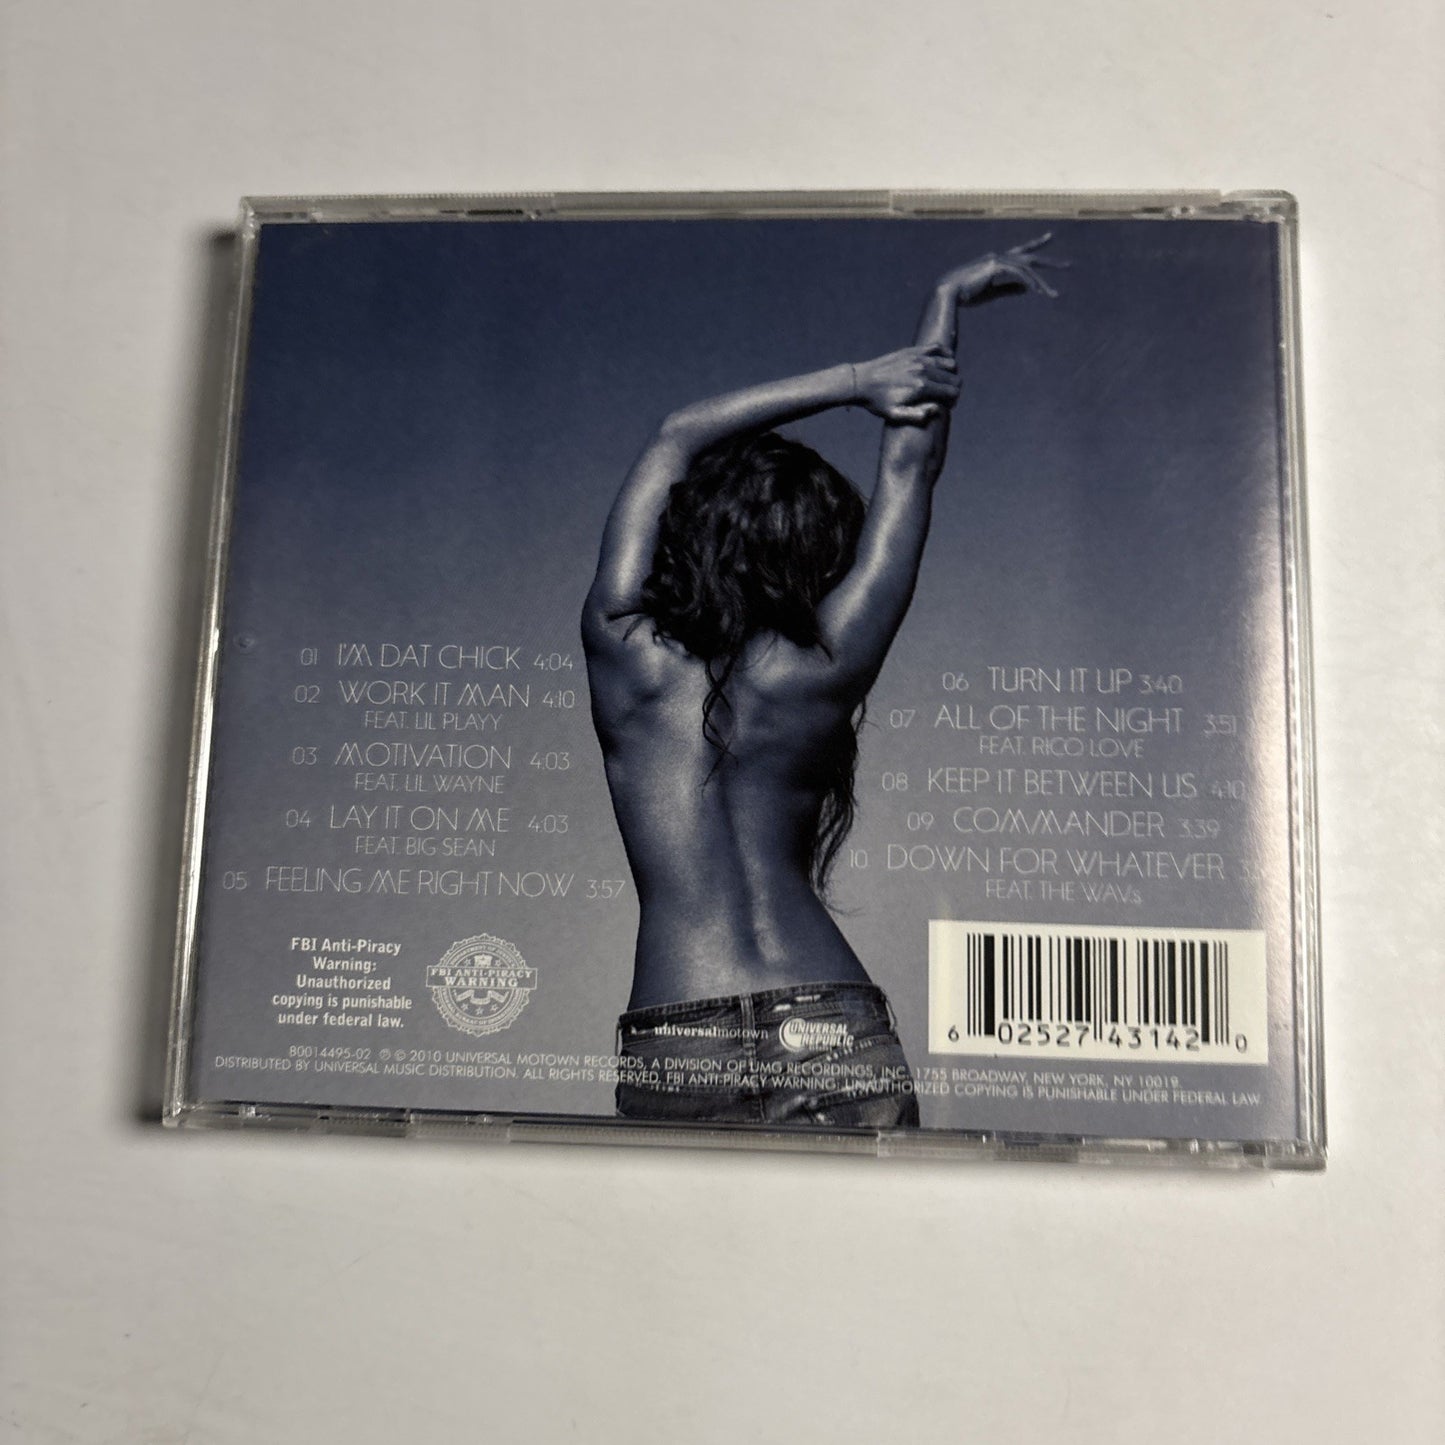 01 I'M DAT CHICK 4:04
02 WORK IT MAN 4:10
FEAT. LIL PLAYY
03 MOTIVATION 4:03
FEAT. LIL WAYNE
04 LAY IT ON ME 4:03
FEAT. BIG SEAN
05 FEELING ME RIGHT NOW 3:57
06 TURN IT UP 3:40
07 ALL OF THE NIGHT 3:51
FEAT. RICO LOVE
08 KEEP IT BETWEEN US 4:10
09 COMMANDER 3:39
10 DOWN FOR WHATEVER
FEAT. THE WAV.s
FBI Anti-Piracy
Warning:
Unauthorized
copying is punishable
under federal law.
FBI ANTI-PIRACY
WARNING
universalmotown
UNIVERSAL
REPUBLIC
6 02527 43142 0
B0014495-02 ℗ © 2010 UNIVERSAL MOTOWN RECORDS, A DIVISION OF UMG RECORDINGS, INC. 1755 BROADWAY, NEW YORK, NY 10019.
DISTRIBUTED BY UNIVERSAL MUSIC DISTRIBUTION. ALL RIGHTS RESERVED. FBI ANTI-PIRACY WARNING: UNAUTHORIZED COPYING IS PUNISHABLE UNDER FEDERAL LAW.